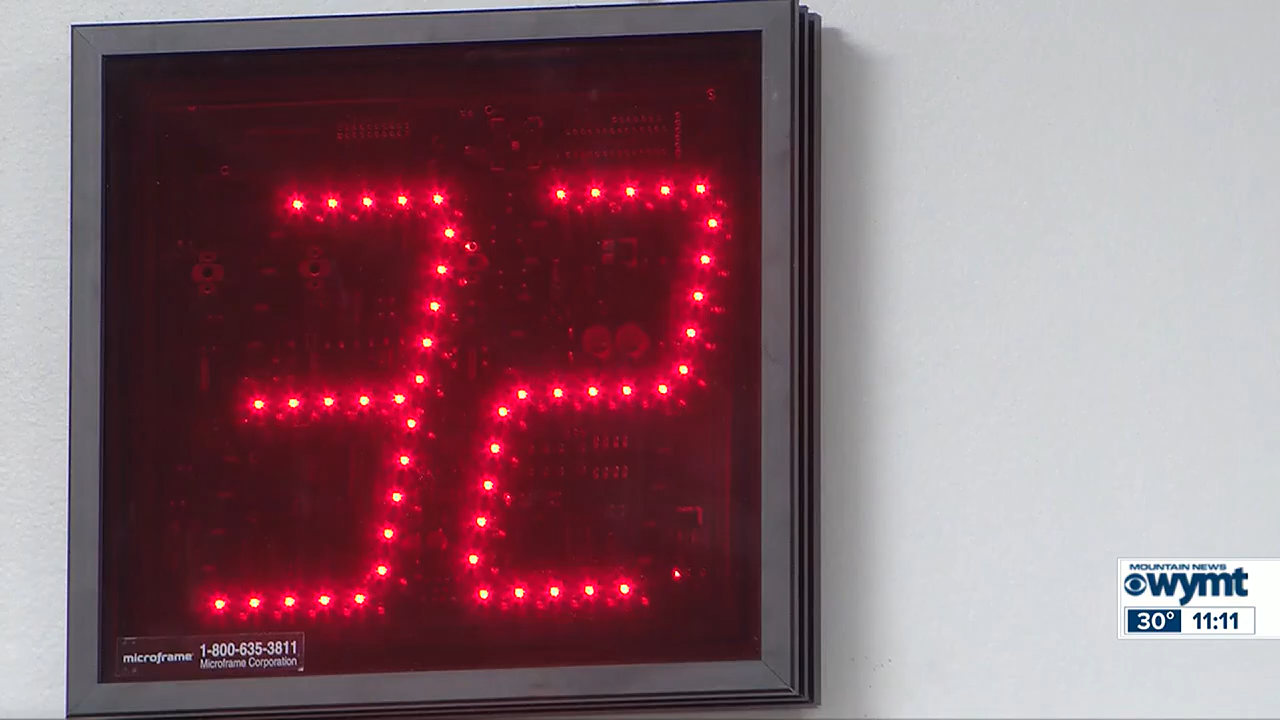 32
microframe
1-800-635-3811
Microframe Corporation
MOUNTAIN NEWS
wymt
30° 11:11